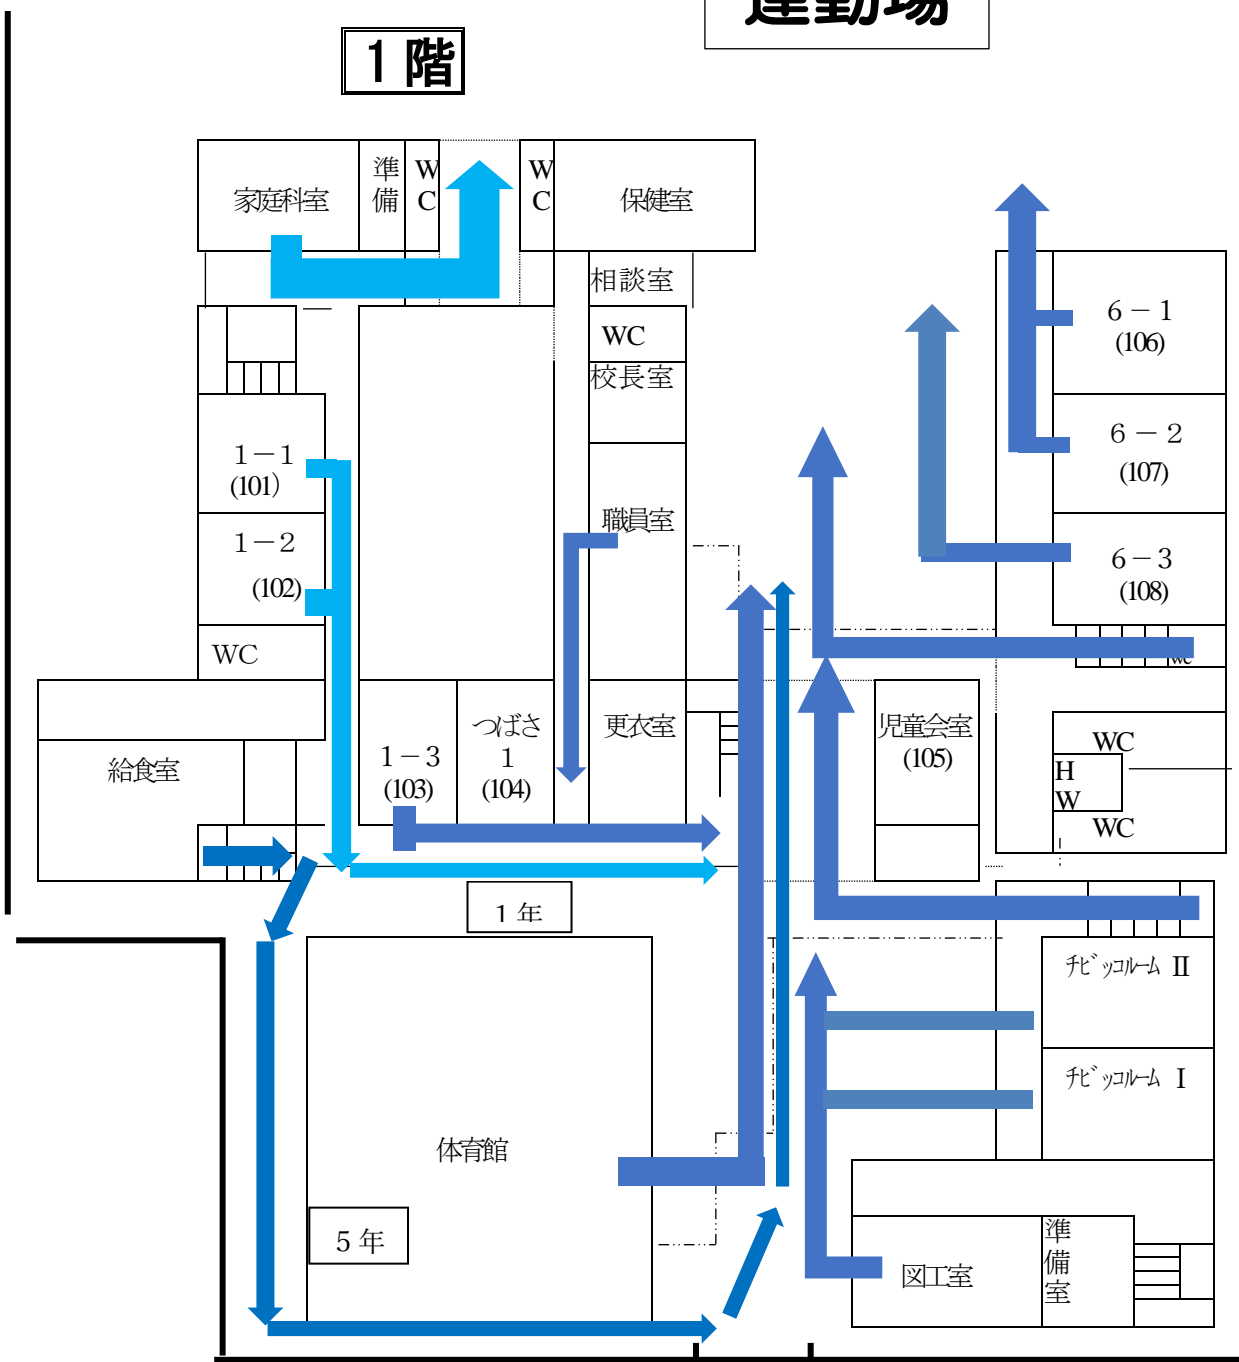 運動場
１階
家庭科室
準備
WC
WC
保健室
相談室
WC
校長室
6－1
(106)
6－2
(107)
6－3
(108)
wc
1－1
(101)
1－2
(102)
WC
職員室
給食室
1－3
(103)
つばさ
1
(104)
更衣室
児童会室
(105)
WC
HW
WC
1年
チビッコルーム Ⅱ
チビッコルーム Ⅰ
体育館
5年
図工室
準備室